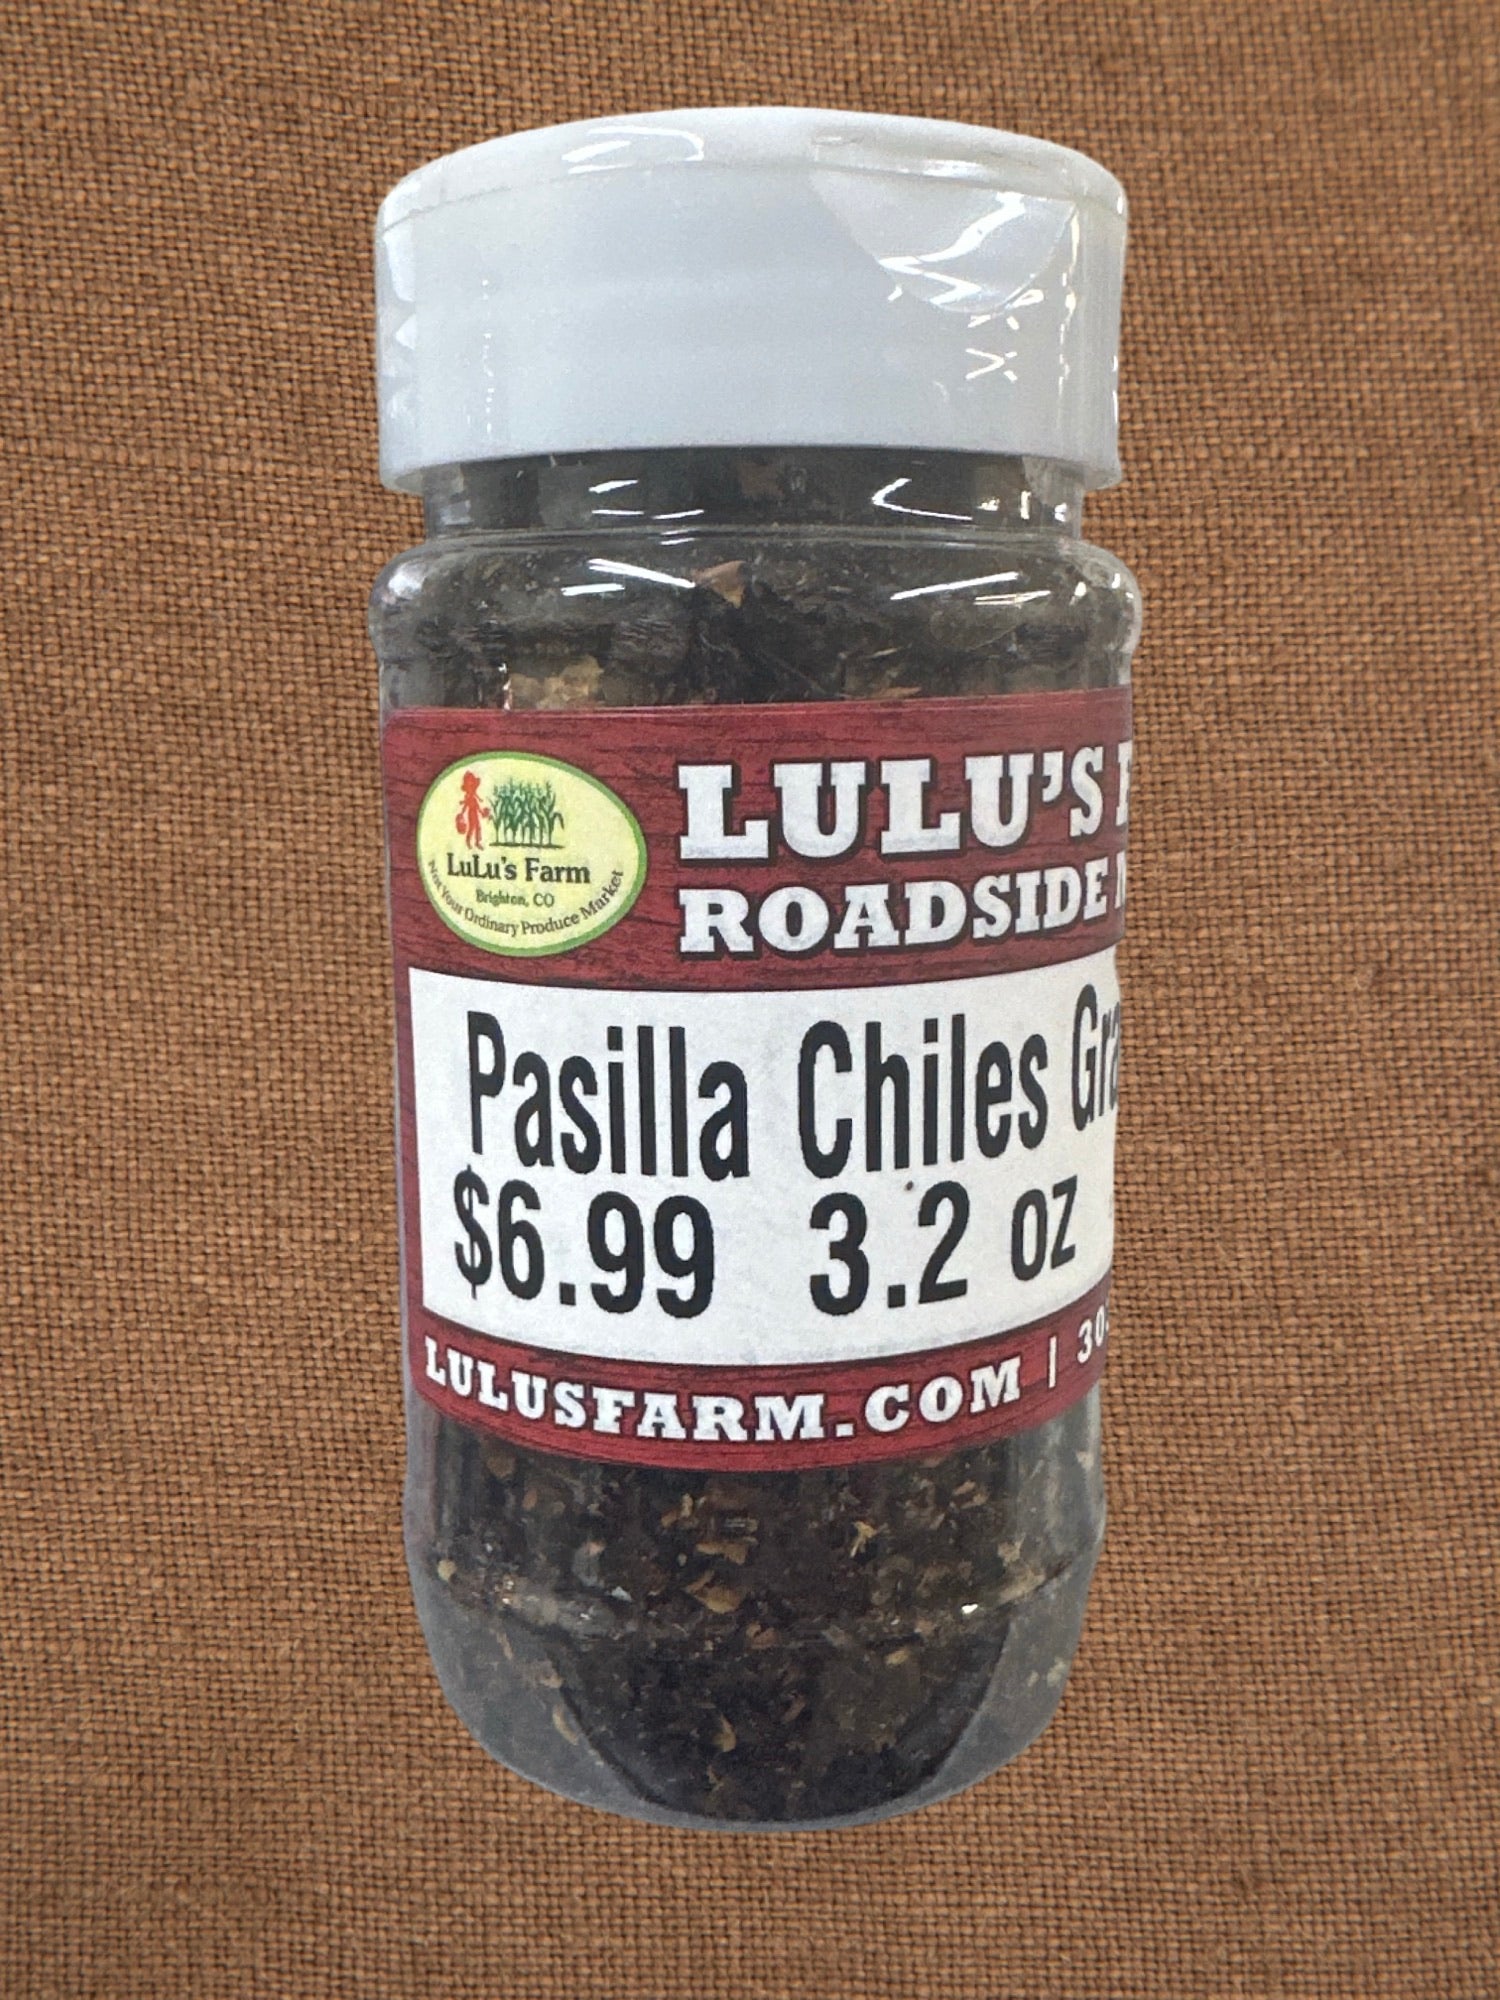 LuLu's Farm
Brighton, CO
Not Your Ordinary Produce Market
LULU'S
ROADSIDE
Pasilla Chiles
$6.99 3.2 oz
LULUSFARM.COM |